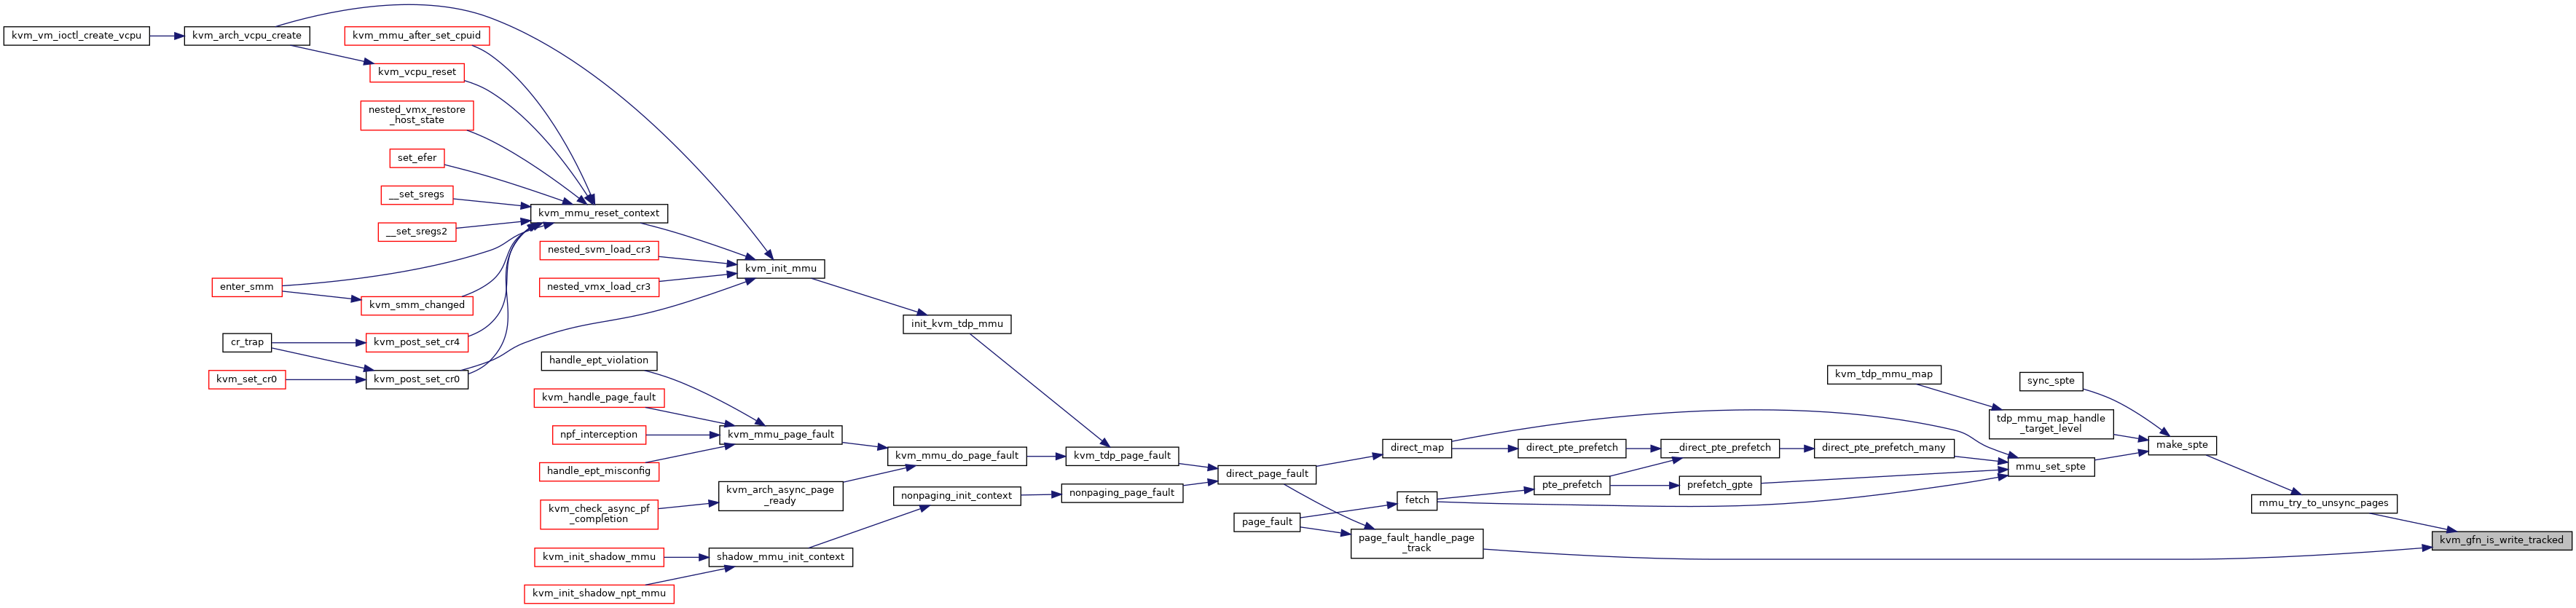 kvm_vm_ioctl_create_vcpu
kvm_arch_vcpu_create
kvm_mmu_after_set_cpuid
kvm_vcpu_reset
nested_vmx_restore
_host_state
set_efer
__set_sregs
kvm_mmu_reset_context
__set_sregs2
nested_svm_load_cr3
kvm_init_mmu
enter_smm
nested_vmx_load_cr3
kvm_smm_changed
init_kvm_tdp_mmu
cr_trap
kvm_post_set_cr4
handle_ept_violation
kvm_set_cr0
kvm_post_set_cr0
kvm_handle_page_fault
npf_interception
kvm_mmu_page_fault
handle_ept_misconfig
kvm_mmu_do_page_fault
kvm_tdp_page_fault
kvm_arch_async_page
_ready
nonpaging_init_context
nonpaging_page_fault
kvm_check_async_pf
_completion
kvm_init_shadow_mmu
shadow_mmu_init_context
kvm_init_shadow_npt_mmu
direct_page_fault
page_fault
direct_map
fetch
page_fault_handle_page
_track
direct_pte_prefetch
pte_prefetch
__direct_pte_prefetch
prefetch_gpte
kvm_tdp_mmu_map
direct_pte_prefetch_many
sync_spte
tdp_mmu_map_handle
_target_level
mmu_set_spte
make_spte
mmu_try_to_unsync_pages
kvm_gfn_is_write_tracked